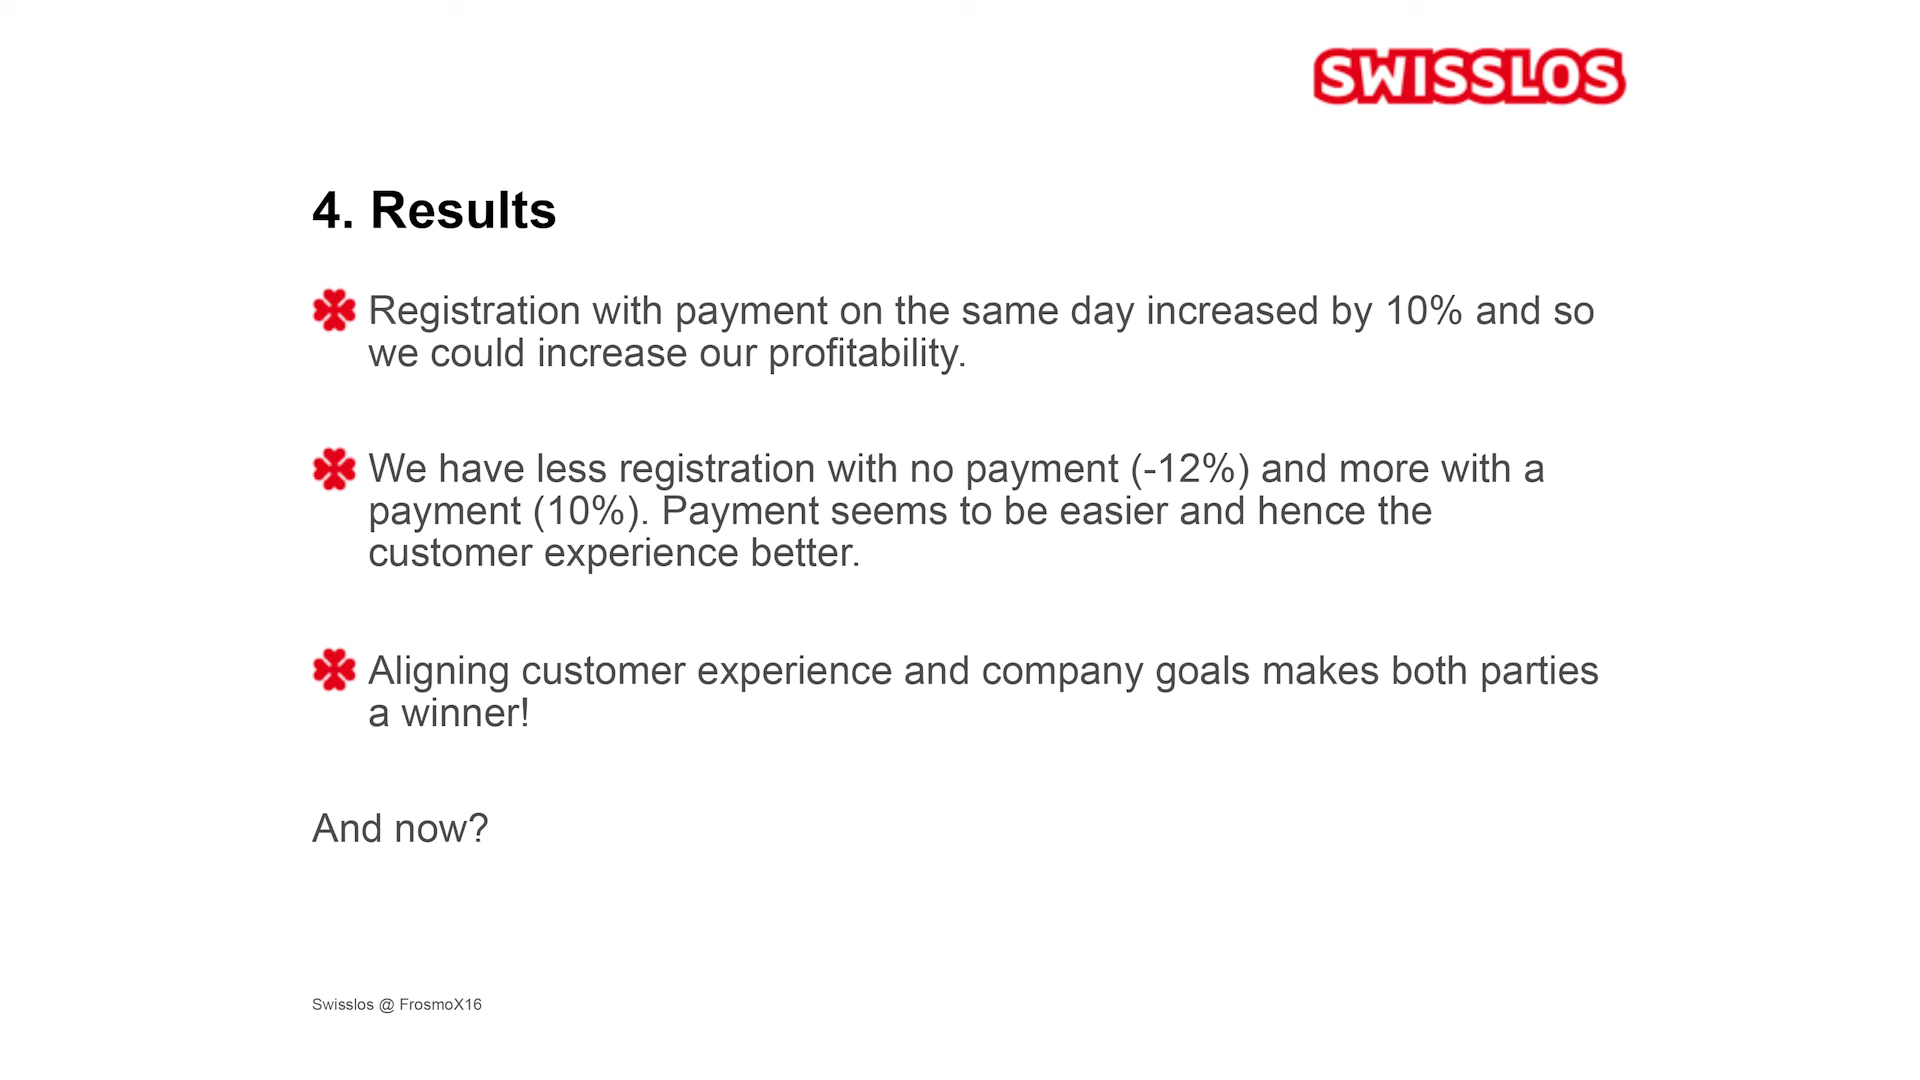 SWISSLOS
4. Results
Registration with payment on the same day increased by 10% and so
we could increase our profitability.
We have less registration with no payment (-12%) and more with a
payment (10%). Payment seems to be easier and hence the
customer experience better.
Aligning customer experience and company goals makes both parties
a winner!
And now?
Swisslos @ FrosmoX16